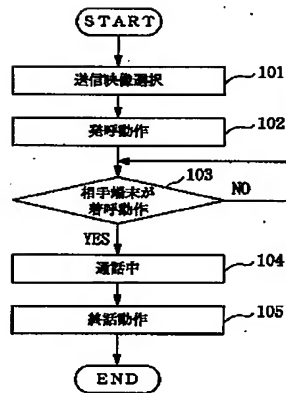 START
送信映像選択
101
発呼動作
102
103
相手端末が
着呼動作
NO
YES
通話中
104
終話動作
105
END